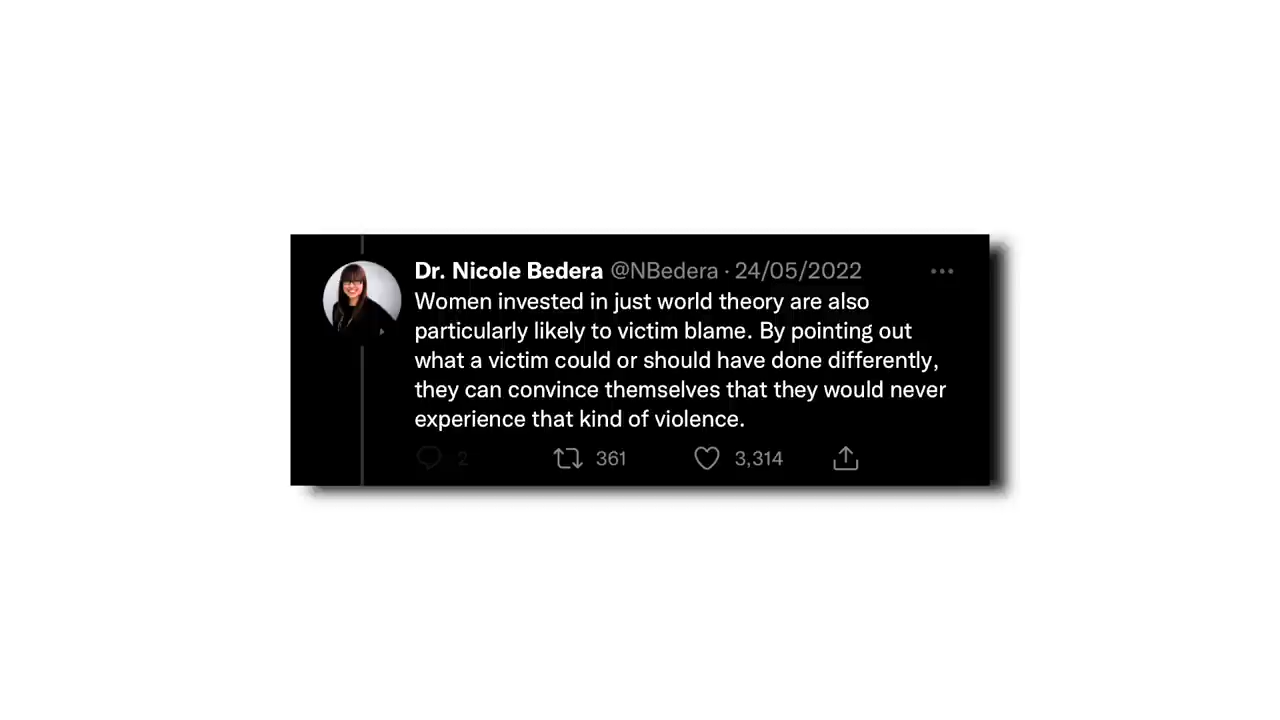 Dr. Nicole Bedera @NBedera · 24/05/2022
Women invested in just world theory are also
particularly likely to victim blame. By pointing out
what a victim could or should have done differently,
they can convince themselves that they would never
experience that kind of violence.
2 361 3,314